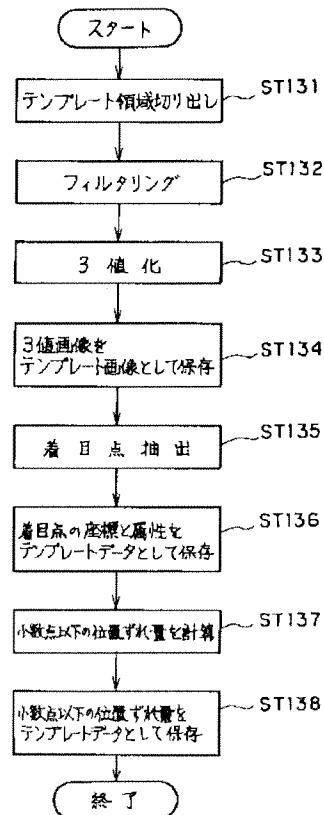 スタート
テンプレート領域切り出し
ST131
フィルタリング
ST132
3値化
ST133
3値画像を
テンプレート画像として保存
ST134
着目点抽出
ST135
着目点の座標と属性を
テンプレートデータとして保存
ST136
小数点以下の位置ずれ量を計算
ST137
小数点以下の位置ずれ量を
テンプレートデータとして保存
ST138
終了